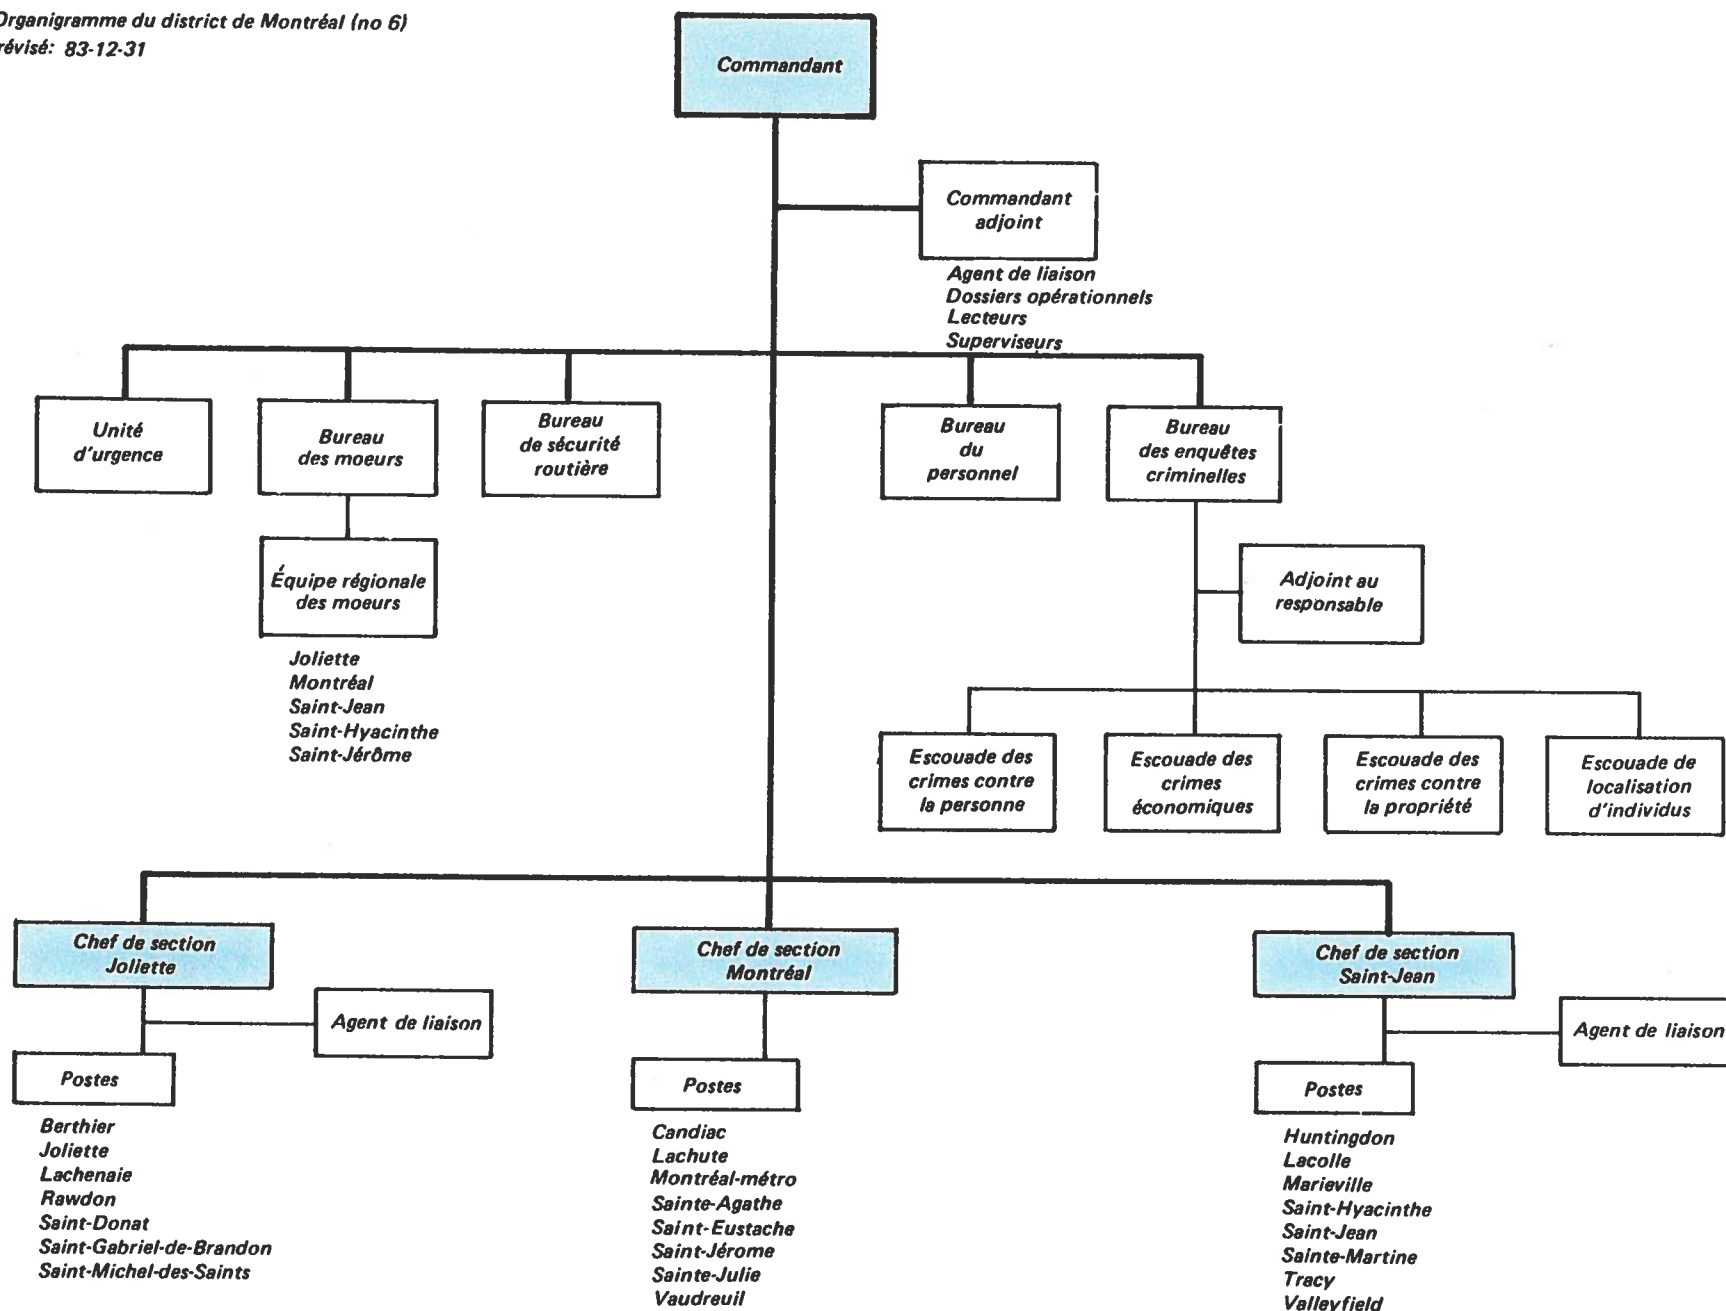 Organigramme du district de Montréal (no 6)
révisé: 83-12-31
Commandant
Commandant
adjoint
Agent de liaison
Dossiers opérationnels
Lecteurs
Superviseurs
Unité
d'urgence
Bureau
des moeurs
Bureau
de sécurité
routière
Bureau
du
personnel
Bureau
des enquêtes
criminelles
Équipe régionale
des moeurs
Joliette
Montréal
Saint-Jean
Saint-Hyacinthe
Saint-Jérôme
Adjoint au
responsable
Escouade des
crimes contre
la personne
Escouade des
crimes
économiques
Escouade des
crimes contre
la propriété
Escouade de
localisation
d'individus
Chef de section
Joliette
Agent de liaison
Postes
Berthier
Joliette
Lachenaie
Rawdon
Saint-Donat
Saint-Gabriel-de-Brandon
Saint-Michel-des-Saints
Chef de section
Montréal
Postes
Candiac
Lachute
Montréal-métro
Sainte-Agathe
Saint-Eustache
Saint-Jérome
Sainte-Julie
Vaudreuil
Chef de section
Saint-Jean
Agent de liaison
Postes
Huntingdon
Lacolle
Marieville
Saint-Hyacinthe
Saint-Jean
Sainte-Martine
Tracy
Valleyfield